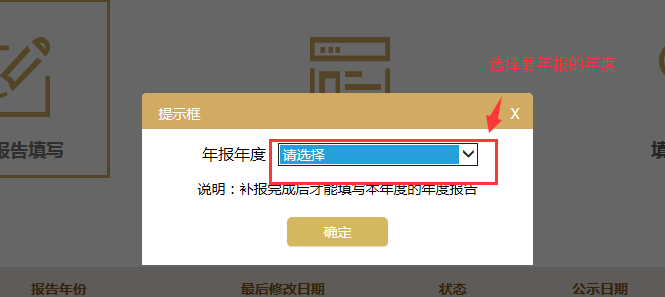 选择要年报的年度
提示框 X
报告填写
填
年报年度 请选择
说明：补报完成后才能填写本年度的年度报告
确定
报告年份 最后修改日期 状态 公示日期